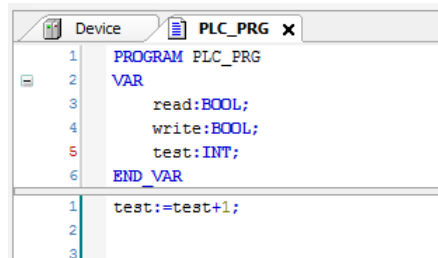 Device PLC_PRG X
1 PROGRAM PLC_PRG
2 VAR
3 read:BOOL;
4 write:BOOL;
5 test:INT;
6 END_VAR
1 test:=test+1;
2
3